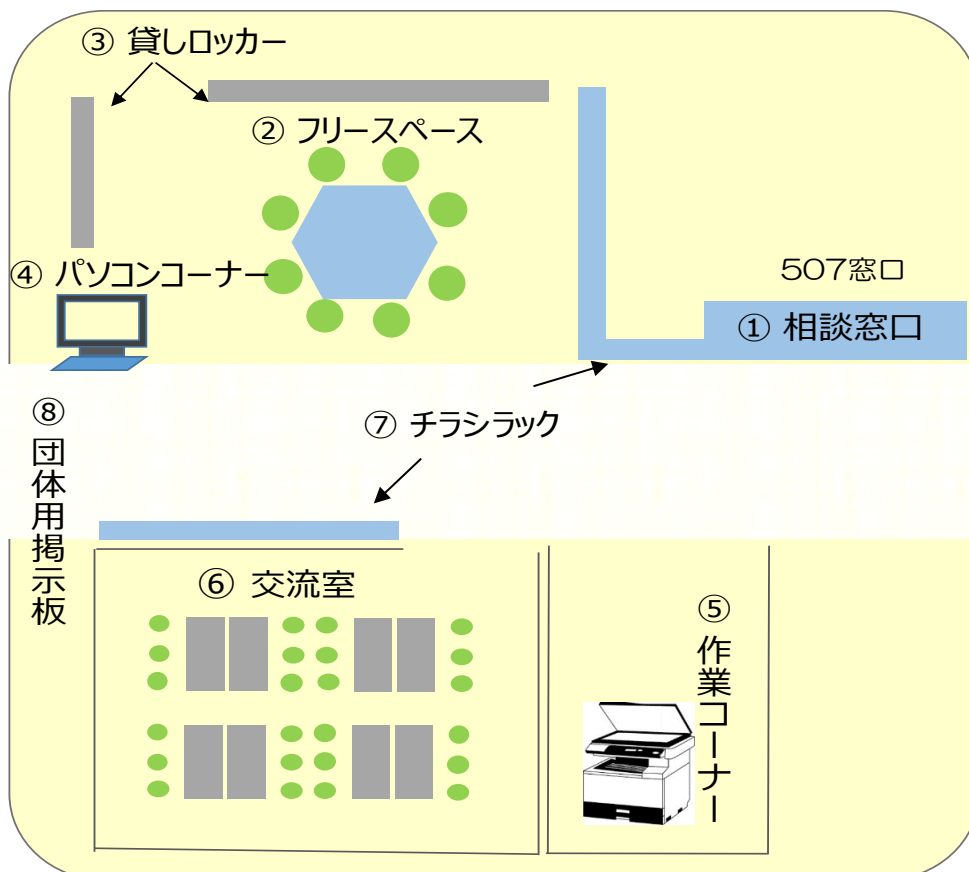 ③ 貸しロッカー
② フリースペース
④ パソコンコーナー
507窓口
① 相談窓口
⑦ チラシラック
⑧ 団体用掲示板
⑥ 交流室
⑤ 作業コーナー